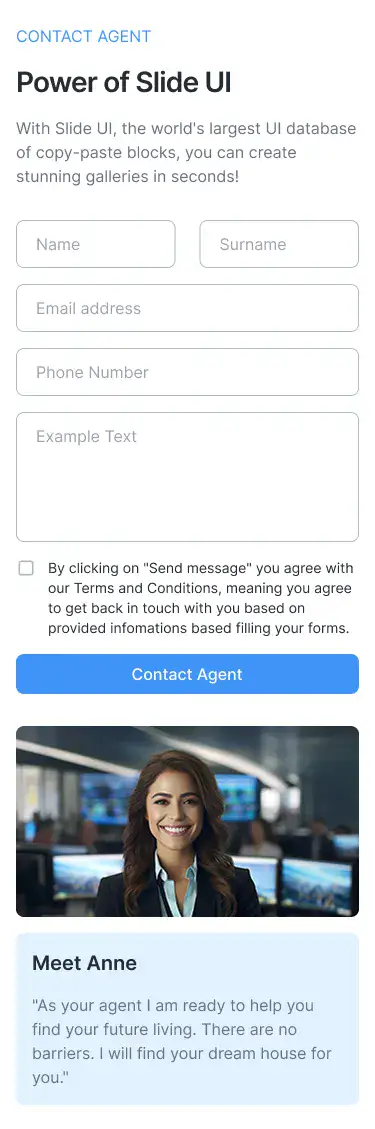 CONTACT AGENT
Power of Slide UI
With Slide UI, the world's largest UI database
of copy-paste blocks, you can create
stunning galleries in seconds!
Name
Surname
Email address
Phone Number
Example Text
By clicking on "Send message" you agree with
our Terms and Conditions, meaning you agree
to get back in touch with you based on
provided infomations based filling your forms.
Contact Agent
Meet Anne
"As your agent I am ready to help you
find your future living. There are no
barriers. I will find your dream house for
you."